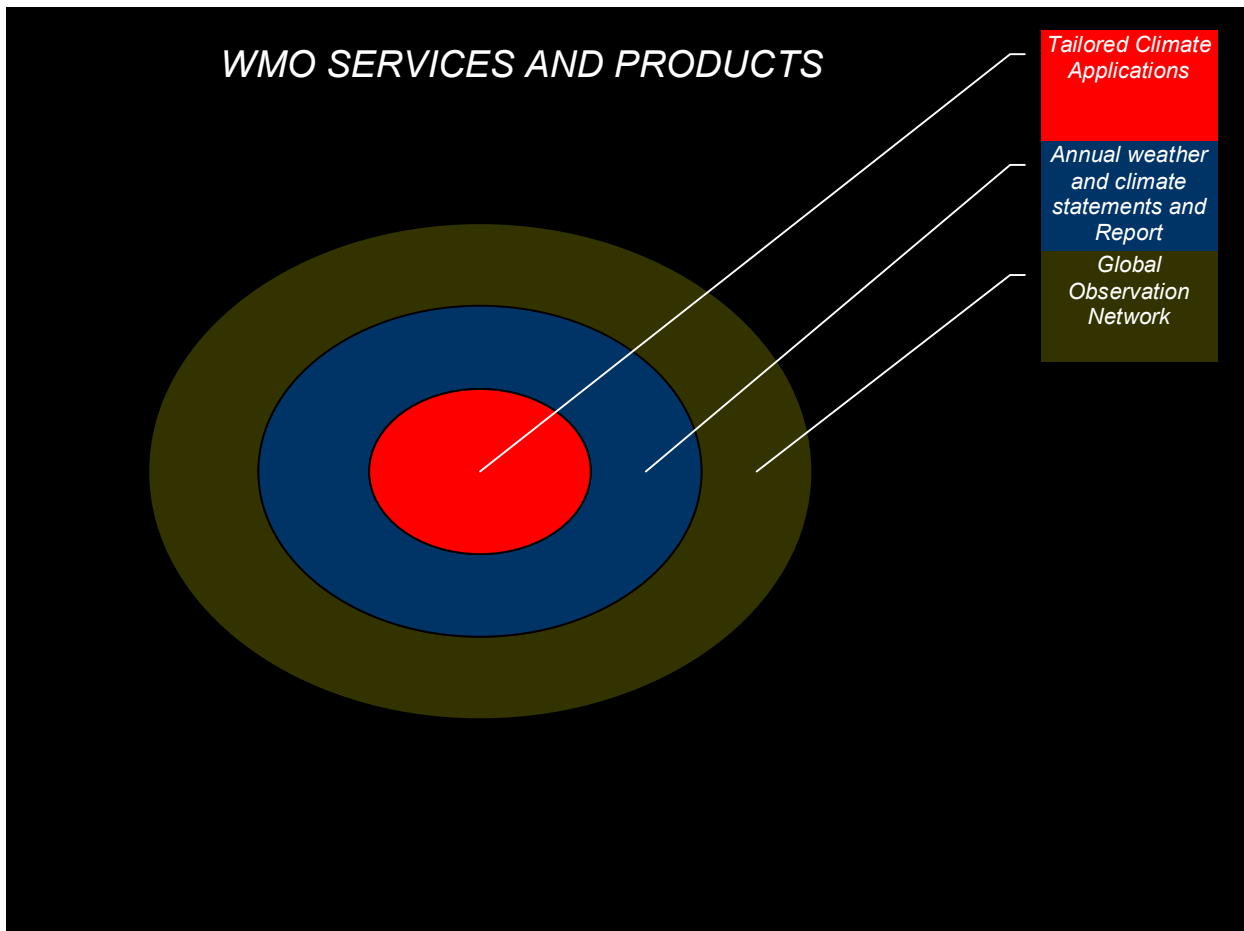 WMO SERVICES AND PRODUCTS
Tailored Climate
Applications
Annual weather
and climate
statements and
Report
Global
Observation
Network